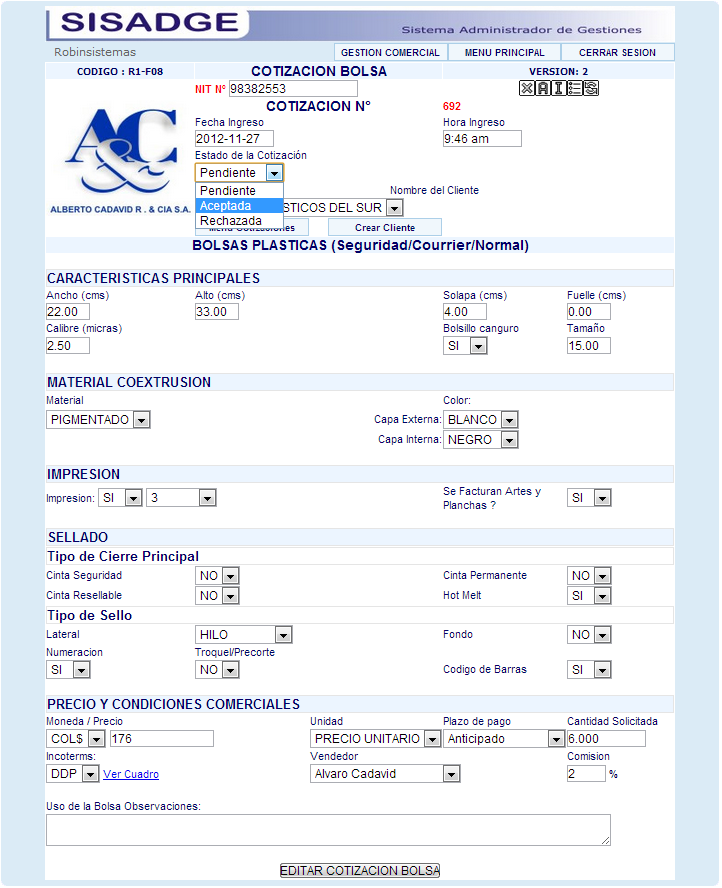 SISADGE
Sistema Administrador de Gestiones
Robinsistemas
GESTION COMERCIAL MENU PRINCIPAL CERRAR SESION
CODIGO : R1-F08 COTIZACION BOLSA VERSION: 2
NIT Nº 98382553
COTIZACION Nº 692
Fecha Ingreso Hora Ingreso
2012-11-27 9:46 am
Estado de la Cotización
Pendiente
Pendiente Nombre del Cliente
Aceptada STICOS DEL SUR
Rechazada
A&C
ALBERTO CADAVID R . & CIA S.A.
Menu Cotizaciones Crear Cliente
BOLSAS PLASTICAS (Seguridad/Courrier/Normal)
CARACTERISTICAS PRINCIPALES
Ancho (cms) Alto (cms) Solapa (cms) Fuelle (cms)
22.00 33.00 4.00 0.00
Calibre (micras) Bolsillo canguro Tamaño
2.50 SI 15.00
MATERIAL COEXTRUSION
Material Color:
PIGMENTADO Capa Externa: BLANCO
Capa Interna: NEGRO
IMPRESION
Impresion: SI 3 Se Facturan Artes y
Planchas ? SI
SELLADO
Tipo de Cierre Principal
Cinta Seguridad NO Cinta Permanente NO
Cinta Resellable NO Hot Melt SI
Tipo de Sello
Lateral HILO Fondo NO
Numeracion Troquel/Precorte
SI NO Codigo de Barras SI
PRECIO Y CONDICIONES COMERCIALES
Moneda / Precio Unidad Plazo de pago Cantidad Solicitada
COL$ 176 PRECIO UNITARIO Anticipado 6.000
Incoterms: Vendedor Comision
DDP Ver Cuadro Alvaro Cadavid 2 %
Uso de la Bolsa Observaciones:
EDITAR COTIZACION BOLSA